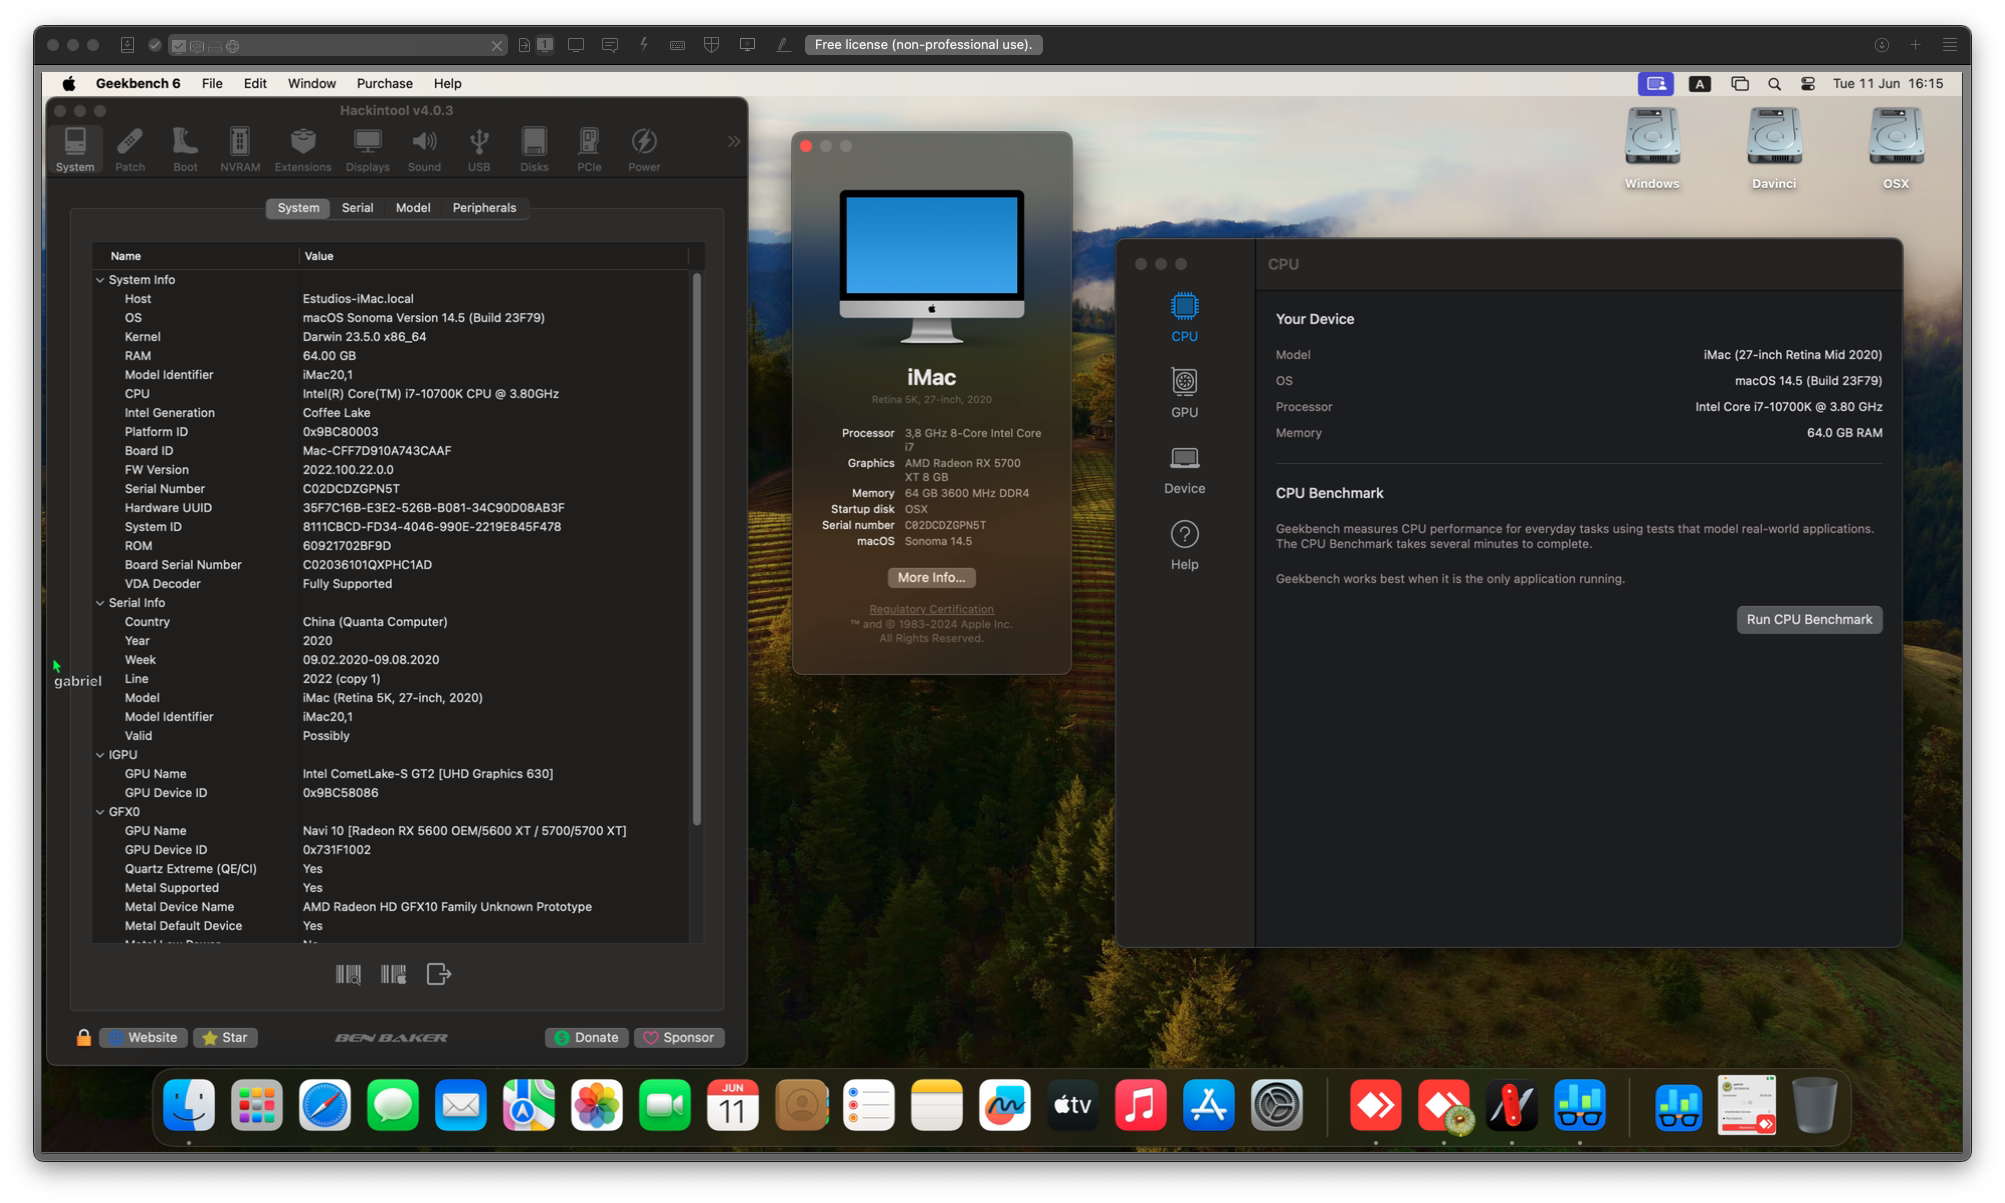 1
Free license (non-professional use).
Geekbench 6 File Edit Window Purchase Help
A
Tue 11 Jun 16:15
Hackintool v4.0.3
System Patch Boot NVRAM Extensions Displays Sound USB Disks PCIe Power
System Serial Model Peripherals
Name Value
System Info
Host Estudios-iMac.local
OS macOS Sonoma Version 14.5 (Build 23F79)
Kernel Darwin 23.5.0 x86_64
RAM 64.00 GB
Model Identifier iMac20,1
CPU Intel(R) Core(TM) i7-10700K CPU @ 3.80GHz
Intel Generation Coffee Lake
Platform ID 0x9BC80003
Board ID Mac-CFF7D910A743CAAF
FW Version 2022.100.22.0.0
Serial Number C02DCDZGPN5T
Hardware UUID 35F7C16B-E3E2-526B-B081-34C90D08AB3F
System ID 8111CBCD-FD34-4046-990E-2219E845F478
ROM 60921702BF9D
Board Serial Number C02036101QXPHC1AD
VDA Decoder Fully Supported
Serial Info
Country China (Quanta Computer)
Year 2020
Week 09.02.2020-09.08.2020
Line 2022 (copy 1)
Model iMac (Retina 5K, 27-inch, 2020)
Model Identifier iMac20,1
Valid Possibly
IGPU
GPU Name Intel CometLake-S GT2 [UHD Graphics 630]
GPU Device ID 0x9BC58086
GFX0
GPU Name Navi 10 [Radeon RX 5600 OEM/5600 XT / 5700/5700 XT]
GPU Device ID 0x731F1002
Quartz Extreme (QE/CI) Yes
Metal Supported Yes
Metal Device Name AMD Radeon HD GFX10 Family Unknown Prototype
Metal Default Device Yes
gabriel
Website Star BEN BAKER Donate Sponsor
iMac
Retina 5K, 27-inch, 2020
Processor 3,8 GHz 8-Core Intel Core
i7
Graphics AMD Radeon RX 5700
XT 8 GB
Memory 64 GB 3600 MHz DDR4
Startup disk OSX
Serial number C02DCDZGPN5T
macOS Sonoma 14.5
More Info...
Regulatory Certification
™ and © 1983-2024 Apple Inc.
All Rights Reserved.
Windows Davinci OSX
CPU
CPU
GPU
Device
Help
Your Device
Model iMac (27-inch Retina Mid 2020)
OS macOS 14.5 (Build 23F79)
Processor Intel Core i7-10700K @ 3.80 GHz
Memory 64.0 GB RAM
CPU Benchmark
Geekbench measures CPU performance for everyday tasks using tests that model real-world applications.
The CPU Benchmark takes several minutes to complete.
Geekbench works best when it is the only application running.
Run CPU Benchmark
JUN
11
tv